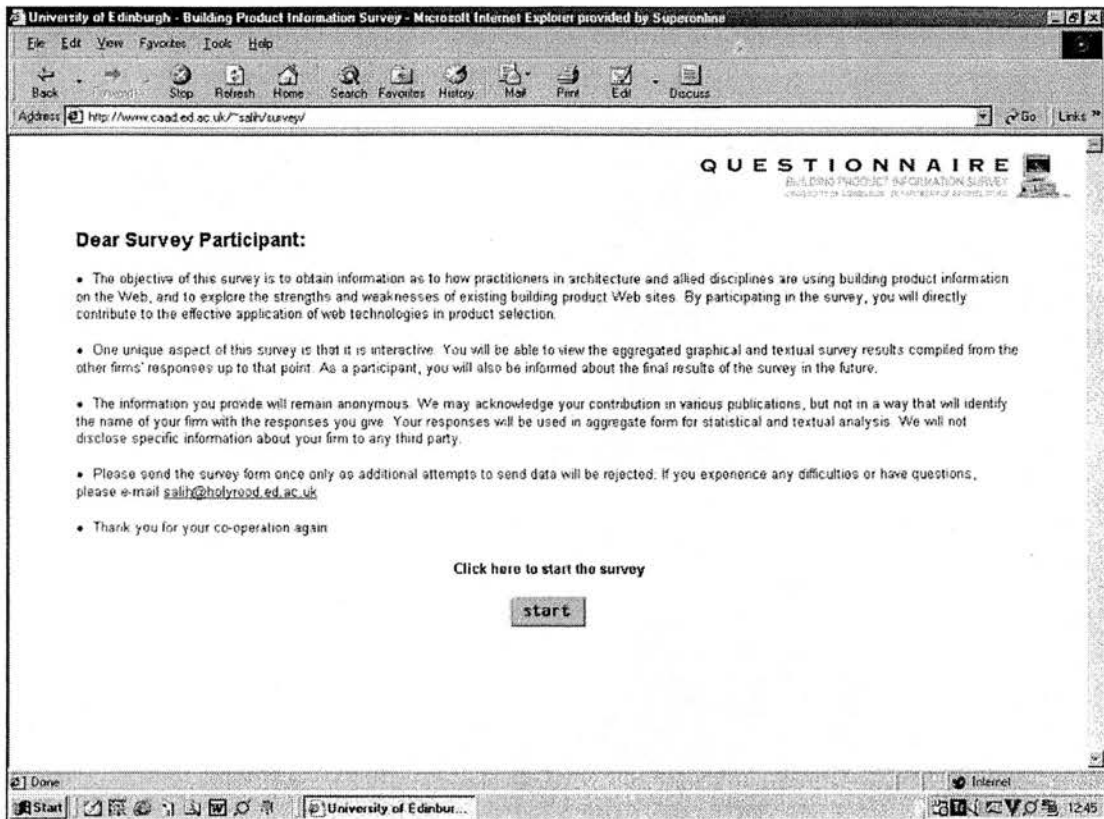 University of Edinburgh - Building Product Information Survey - Microsoft Internet Explorer provided by Superonline
File Edit View Favorites Tools Help
Back Forward Stop Refresh Home Search Favorites History Mail Print Edit Discuss
Address http://www.caad.ed.ac.uk/~salih/survey/ Go Links »
QUESTIONNAIRE
BUILDING PRODUCT INFORMATION SURVEY
UNIVERSITY OF EDINBURGH DEPARTMENT OF ARCHITECTURE
Dear Survey Participant:
• The objective of this survey is to obtain information as to how practitioners in architecture and allied disciplines are using building product information
on the Web, and to explore the strengths and weaknesses of existing building product Web sites. By participating in the survey, you will directly
contribute to the effective application of web technologies in product selection.
• One unique aspect of this survey is that it is interactive. You will be able to view the aggregated graphical and textual survey results compiled from the
other firms' responses up to that point. As a participant, you will also be informed about the final results of the survey in the future.
• The information you provide will remain anonymous. We may acknowledge your contribution in various publications, but not in a way that will identify
the name of your firm with the responses you give. Your responses will be used in aggregate form for statistical and textual analysis. We will not
disclose specific information about your firm to any third party.
• Please send the survey form once only as additional attempts to send data will be rejected. If you experience any difficulties or have questions,
please e-mail salih@holyrood.ed.ac.uk
• Thank you for your co-operation again
Click here to start the survey
start
Done Internet
Start University of Edinbur... 12:45